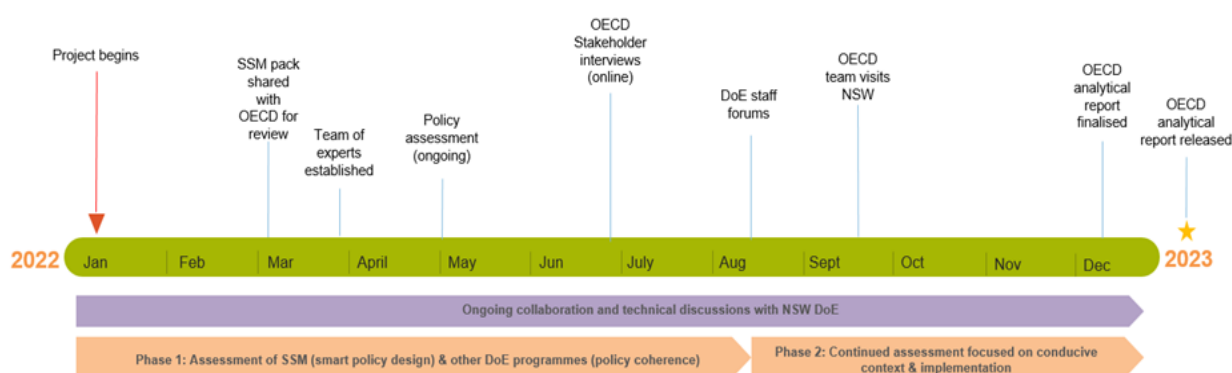 Project begins
SSM pack
shared
with
OECD for
review
Team of
experts
established
Policy
assessment
(ongoing)
OECD
Stakeholder
interviews
(online)
DoE staff
forums
OECD
team visits
NSW
OECD
analytical
report
finalised
OECD
analytical
report released
2022
Jan
Feb
Mar
April
May
Jun
July
Aug
Sept
Oct
Nov
Dec
2023
Ongoing collaboration and technical discussions with NSW DoE
Phase 1: Assessment of SSM (smart policy design) & other DoE programmes (policy coherence)
Phase 2: Continued assessment focused on conducive
context & implementation